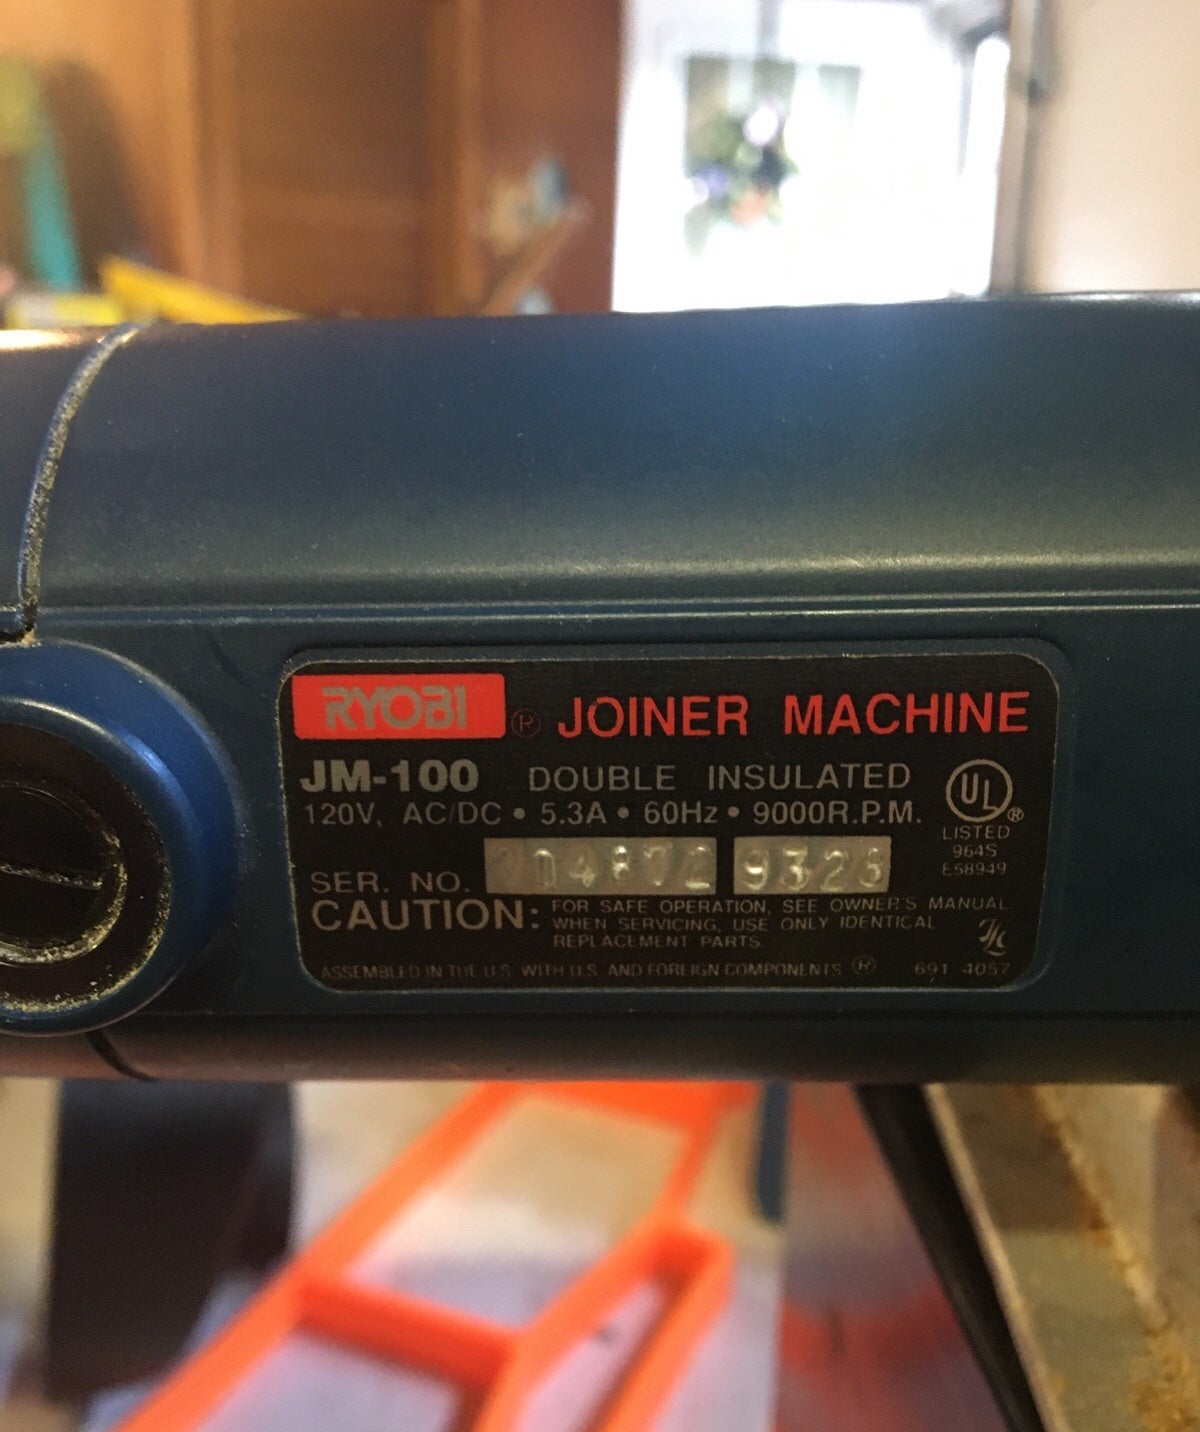 RYOBI ® JOINER MACHINE
JM-100 DOUBLE INSULATED
120V, AC/DC • 5.3A • 60Hz • 9000R.P.M.
UL ®
LISTED
964S
E58949
SER. NO. 9323
CAUTION: FOR SAFE OPERATION, SEE OWNER'S MANUAL.
WHEN SERVICING, USE ONLY IDENTICAL
REPLACEMENT PARTS.
ASSEMBLED IN THE U.S. WITH U.S. AND FOREIGN COMPONENTS ® 691 4057